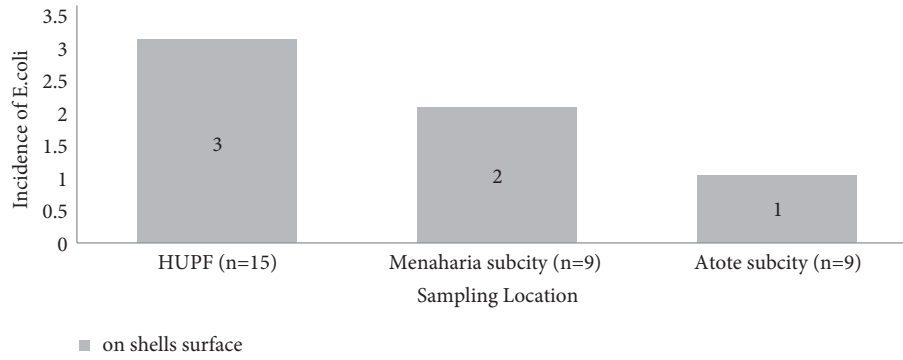 Incidence of E.coli
3.5
3
2.5
2
1.5
1
0.5
0
3
2
1
HUPF (n=15)
Menaharia subcity (n=9)
Atote subcity (n=9)
Sampling Location
on shells surface